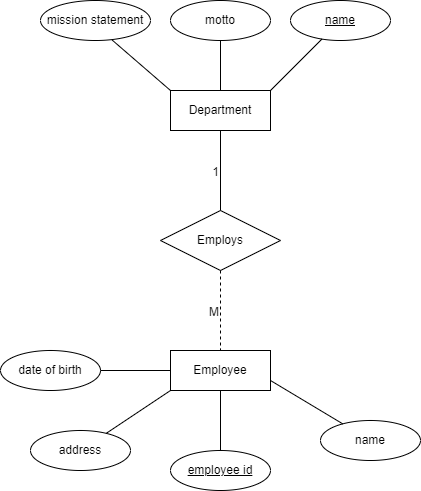 mission statement
motto
name
Department
1
Employs
M
Employee
date of birth
address
employee id
name